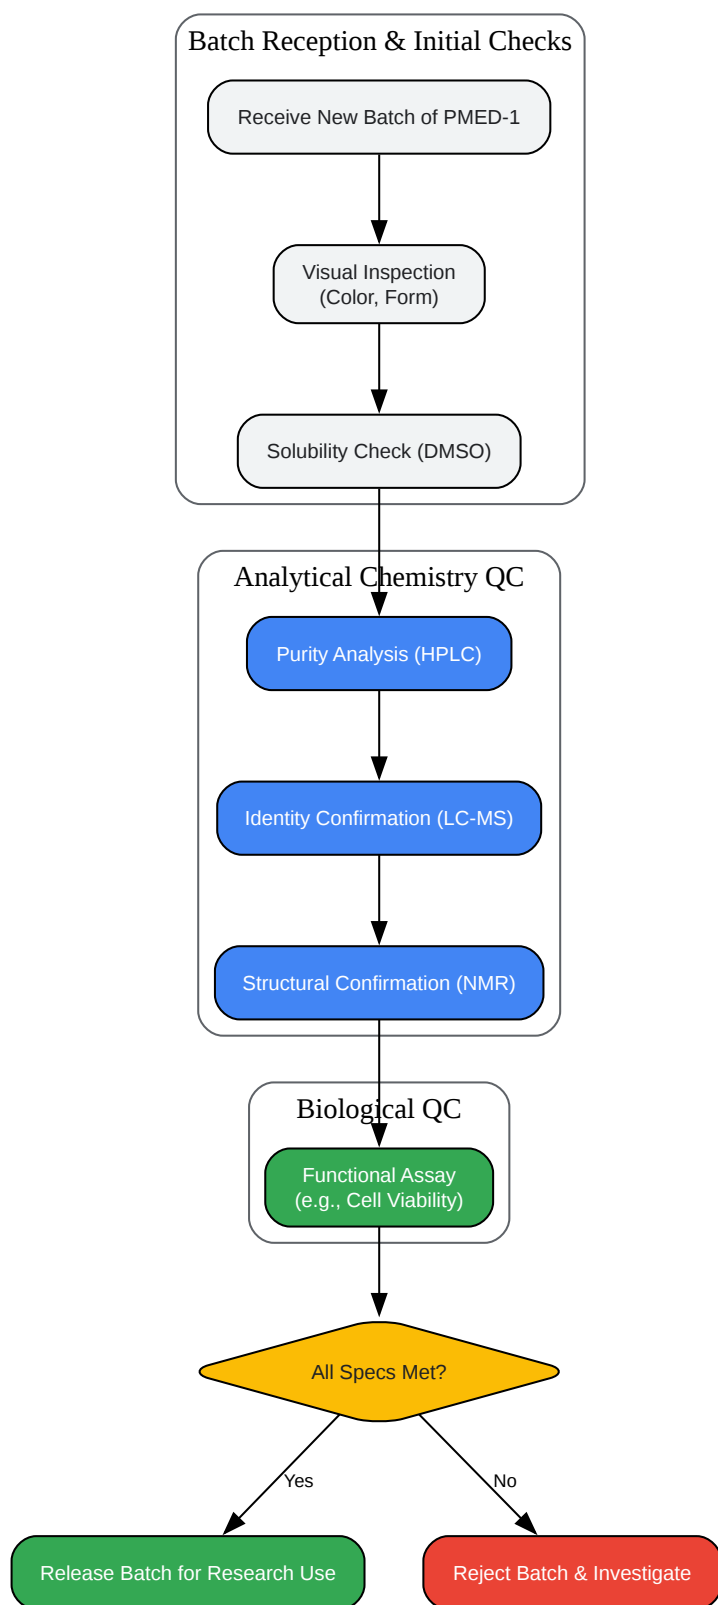 Batch Reception & Initial Checks
Receive New Batch of PMED-1
Visual Inspection
(Color, Form)
Solubility Check (DMSO)
Analytical Chemistry QC
Purity Analysis (HPLC)
Identity Confirmation (LC-MS)
Structural Confirmation (NMR)
Biological QC
Functional Assay
(e.g., Cell Viability)
All Specs Met?
Yes
No
Release Batch for Research Use
Reject Batch & Investigate